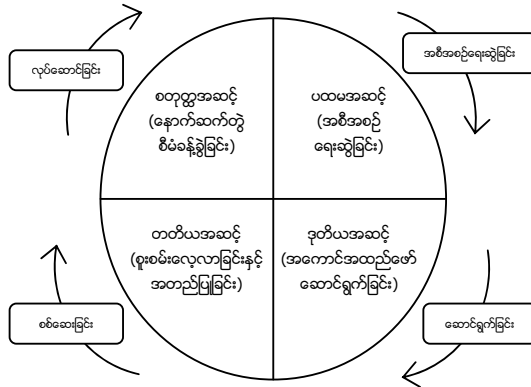 လုပ်ဆောင်ခြင်း
အစီအစဉ်ရေးဆွဲခြင်း
စတုတ္ထအဆင့်
(နောက်ဆက်တွဲ
စီမံခန့်ခွဲခြင်း)
ပထမအဆင့်
(အစီအစဉ်
ရေးဆွဲခြင်း)
တတိယအဆင့်
(စူးစမ်းလေ့လာခြင်းနှင့်
အတည်ပြုခြင်း)
ဒုတိယအဆင့်
(အကောင်အထည်ဖော်
ဆောင်ရွက်ခြင်း)
စစ်ဆေးခြင်း
ဆောင်ရွက်ခြင်း